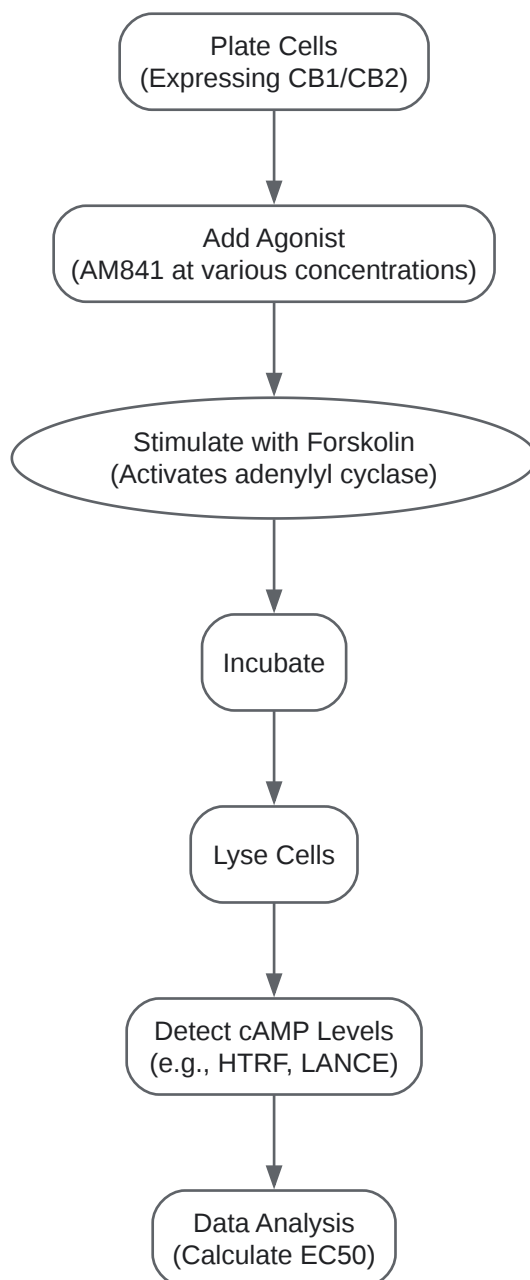 Plate Cells
(Expressing CB1/CB2)
Add Agonist
(AM841 at various concentrations)
Stimulate with Forskolin
(Activates adenylyl cyclase)
Incubate
Lyse Cells
Detect cAMP Levels
(e.g., HTRF, LANCE)
Data Analysis
(Calculate EC50)